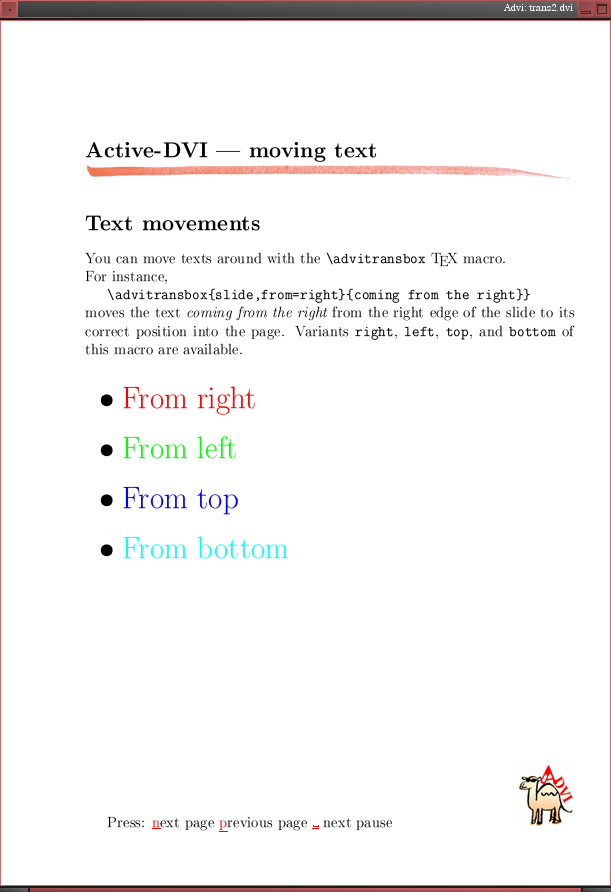 Advi: trans2.dvi
Active-DVI — moving text
Text movements
You can move texts around with the \advitransbox TEX macro.
For instance,
\advitransbox{slide,from=right}{coming from the right}}
moves the text coming from the right from the right edge of the slide to its
correct position into the page. Variants right, left, top, and bottom of
this macro are available.
● From right
● From left
● From top
● From bottom
ADVI
Press: next page previous page ␣ next pause